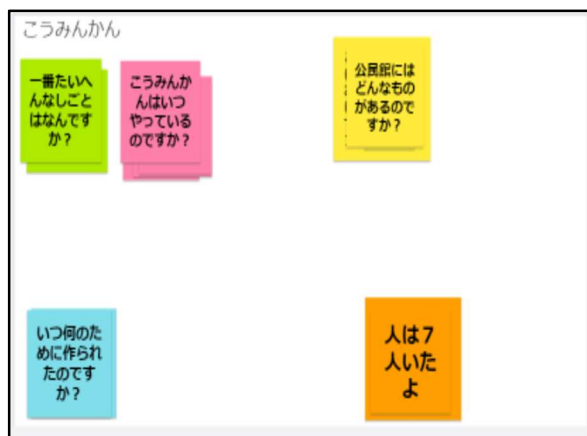 こうみんかん
一番たいへ
んなしごと
はなんです
か？
こうみんか
んはいつ
やっている
のですか？
公民館には
どんなもの
があるので
すか？
いつ何のた
めに作られ
たのです
か？
人は７
人いた
よ